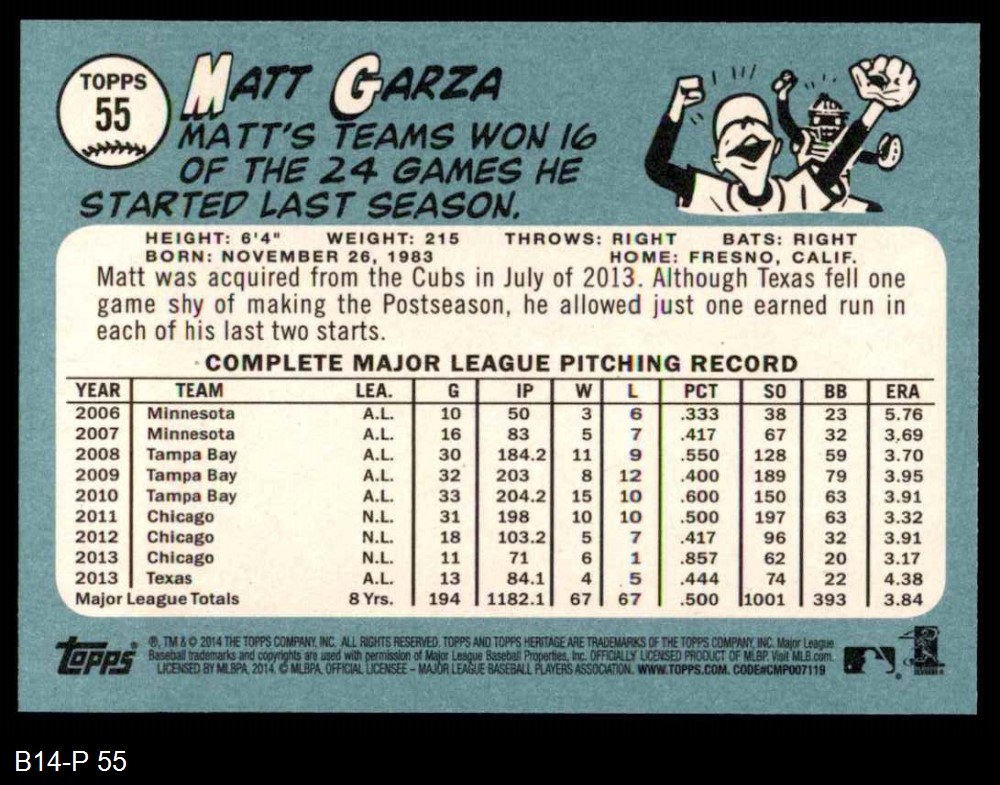 TOPPS
55
MATT GARZA
MATT'S TEAMS WON 16
OF THE 24 GAMES HE
STARTED LAST SEASON.
HEIGHT: 6'4" WEIGHT: 215 THROWS: RIGHT BATS: RIGHT
BORN: NOVEMBER 26, 1983 HOME: FRESNO, CALIF.
Matt was acquired from the Cubs in July of 2013. Although Texas fell one
game shy of making the Postseason, he allowed just one earned run in
each of his last two starts.
COMPLETE MAJOR LEAGUE PITCHING RECORD
YEAR TEAM LEA. G IP W L PCT SO BB ERA
2006 Minnesota A.L. 10 50 3 6 .333 38 23 5.76
2007 Minnesota A.L. 16 83 5 7 .417 67 32 3.69
2008 Tampa Bay A.L. 30 184.2 11 9 .550 128 59 3.70
2009 Tampa Bay A.L. 32 203 8 12 .400 189 79 3.95
2010 Tampa Bay A.L. 33 204.2 15 10 .600 150 63 3.91
2011 Chicago N.L. 31 198 10 10 .500 197 63 3.32
2012 Chicago N.L. 18 103.2 5 7 .417 96 32 3.91
2013 Chicago N.L. 11 71 6 1 .857 62 20 3.17
2013 Texas A.L. 13 84.1 4 5 .444 74 22 4.38
Major League Totals 8 Yrs. 194 1182.1 67 67 .500 1001 393 3.84
topps
®, TM & © 2014 THE TOPPS COMPANY, INC. ALL RIGHTS RESERVED. TOPPS AND TOPPS HERITAGE ARE TRADEMARKS OF THE TOPPS COMPANY, INC. Major League
Baseball trademarks and copyrights are used with permission of Major League Baseball Properties, Inc. OFFICIALLY LICENSED PRODUCT OF MLBP. Visit MLB.com.
LICENSED BY MLBPA, 2014. © MLBPA. OFFICIAL LICENSEE – MAJOR LEAGUE BASEBALL PLAYERS ASSOCIATION. WWW.TOPPS.COM. CODE#CMP007119
B14-P 55